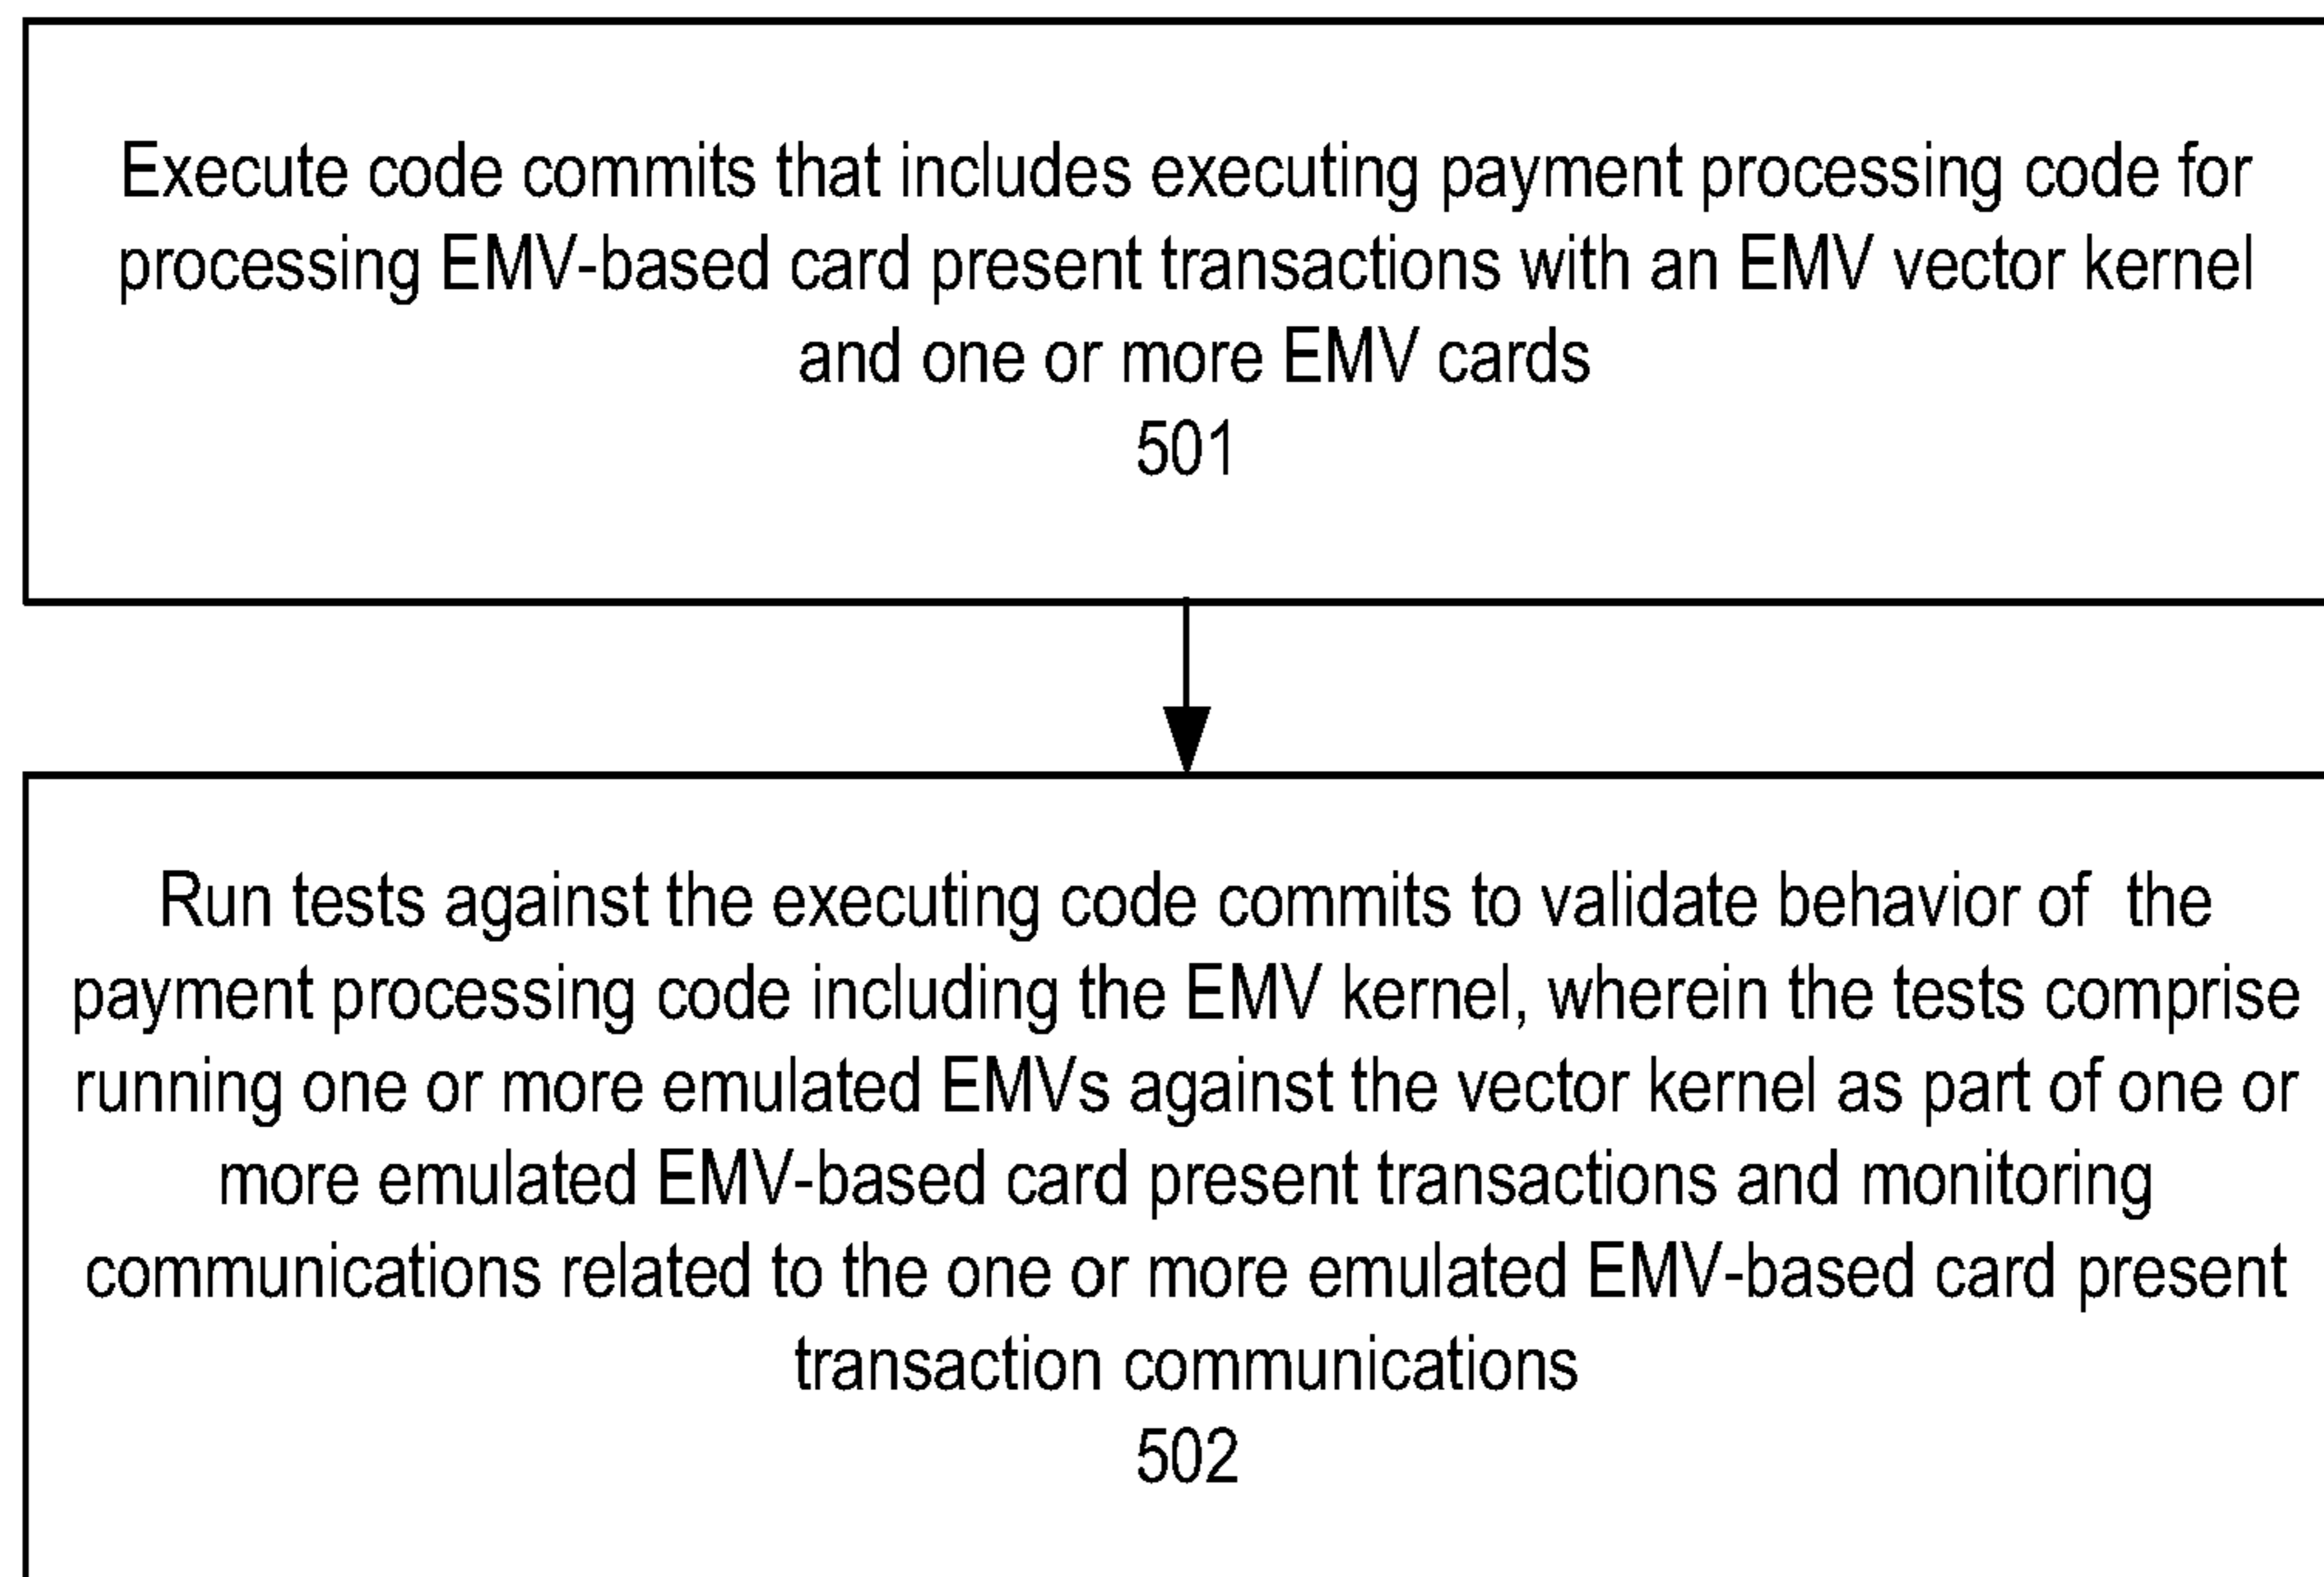 Execute code commits that includes executing payment processing code for
processing EMV-based card present transactions with an EMV vector kernel
and one or more EMV cards
501
Run tests against the executing code commits to validate behavior of the
payment processing code including the EMV kernel, wherein the tests comprise
running one or more emulated EMVs against the vector kernel as part of one or
more emulated EMV-based card present transactions and monitoring
communications related to the one or more emulated EMV-based card present
transaction communications
502